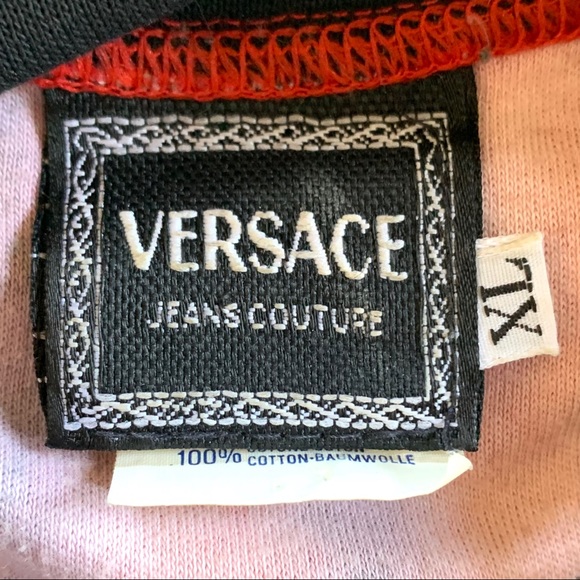 VERSACE
JEANS COUTURE
XL
100% COTTON-BAUMWOLLE